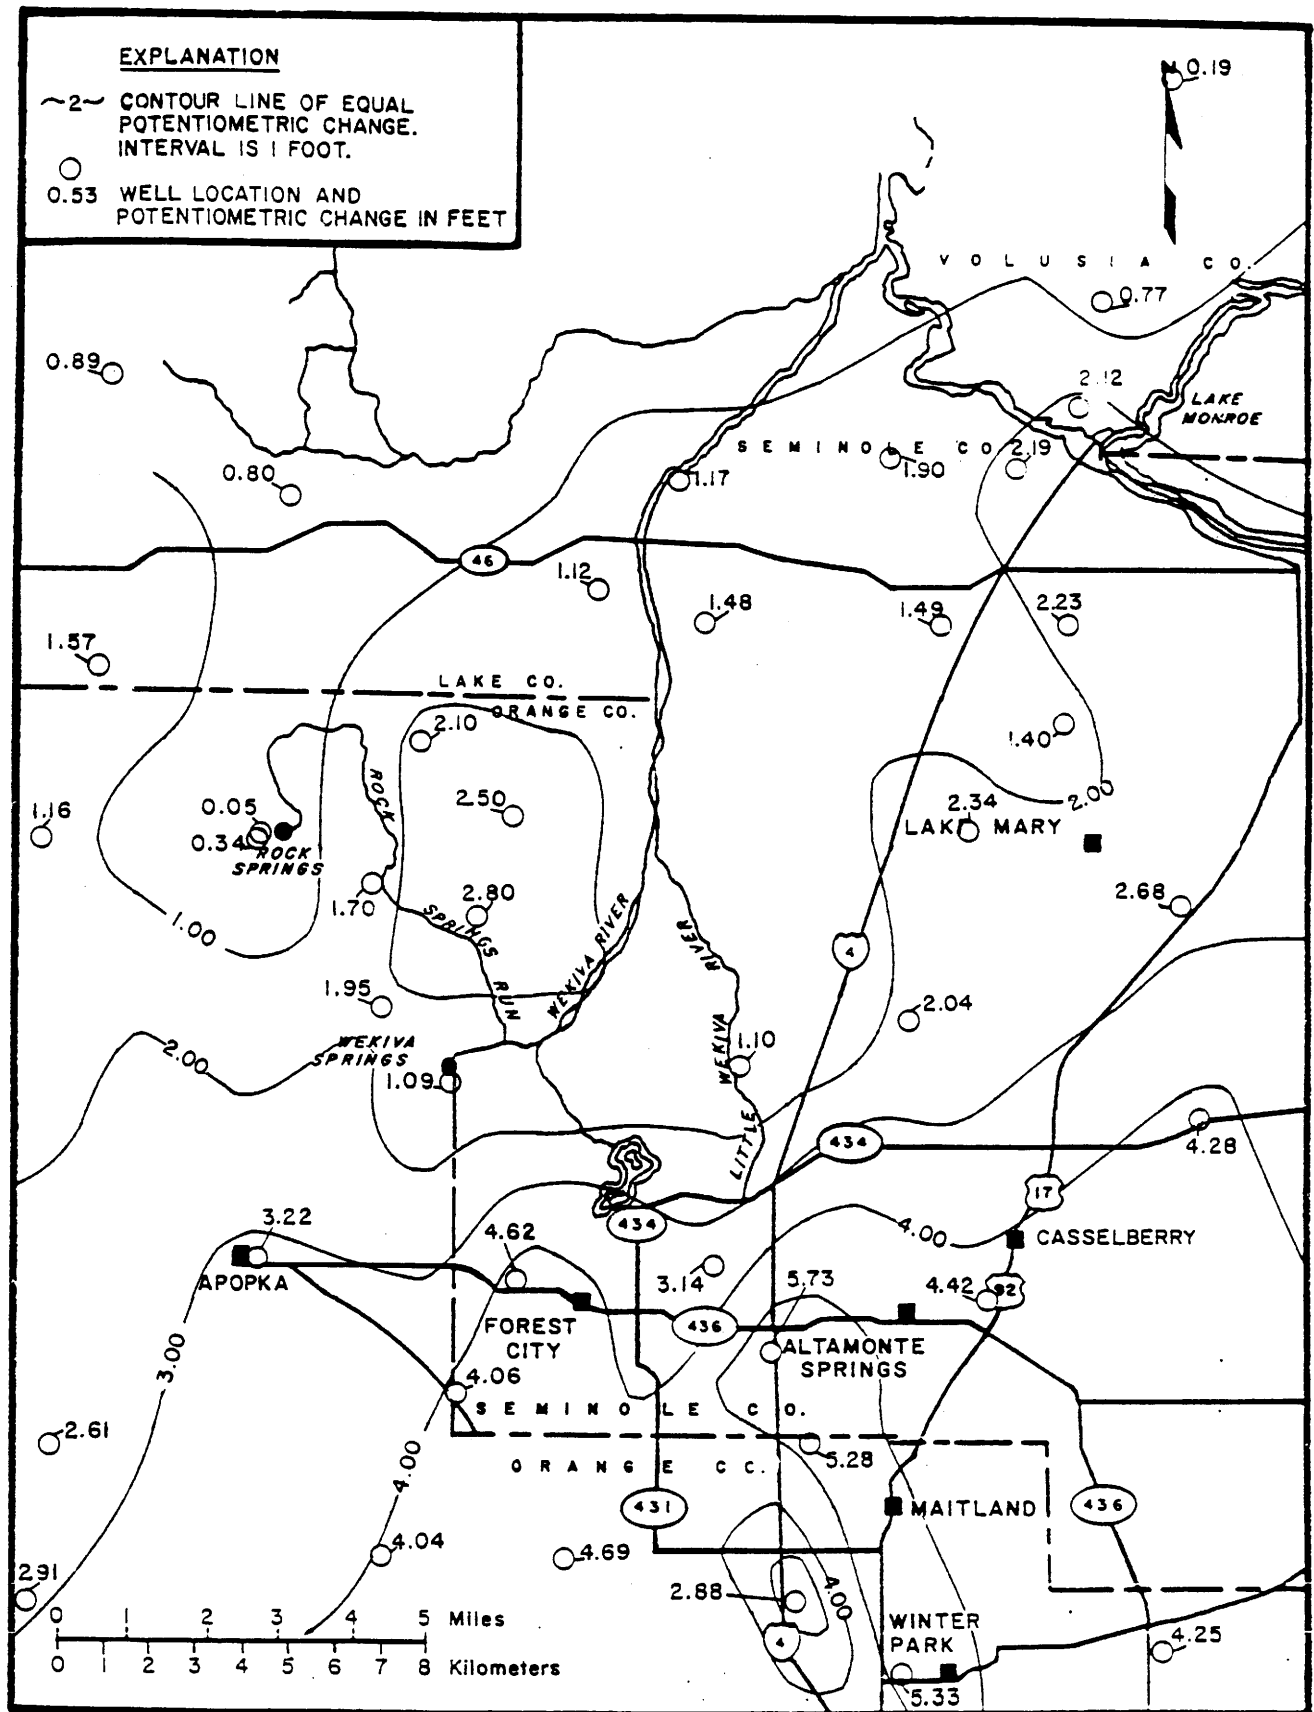 EXPLANATION
~2~ CONTOUR LINE OF EQUAL
POTENTIOMETRIC CHANGE.
INTERVAL IS 1 FOOT.
0.53 WELL LOCATION AND
POTENTIOMETRIC CHANGE IN FEET
N
0.19
VOLUSIA CO.
0.77
0.89
2.12
LAKE
MONROE
SEMINOLE CO.
2.19
1.90
0.80
1.17
46
1.12
1.48
1.49
2.23
1.57
LAKE CO.
ORANGE CO.
2.10
1.40
ROCK
2.50
2.00
2.34
LAKE MARY
1.16
0.05
0.34
ROCK
SPRINGS
1.70
2.80
SPRINGS
RUN
WEKIVA RIVER
RIVER
2.68
1.00
4
1.95
2.04
2.00
WEKIVA
SPRINGS
1.09
1.10
WEKIVA
LITTLE
434
4.28
17
3.22
APOPKA
4.62
434
4.00
CASSELBERRY
3.14
5.73
4.42
92
FOREST
CITY
436
ALTAMONTE
SPRINGS
3.00
4.06
SEMINOLE CO.
2.61
4.00
5.28
ORANGE CC.
431
MAITLAND
436
4.04
4.69
2.91
2.88
4.00
WINTER
PARK
4
4.25
5.33
0 1 2 3 5 Miles
0 1 2 3 4 5 6 7 8 Kilometers